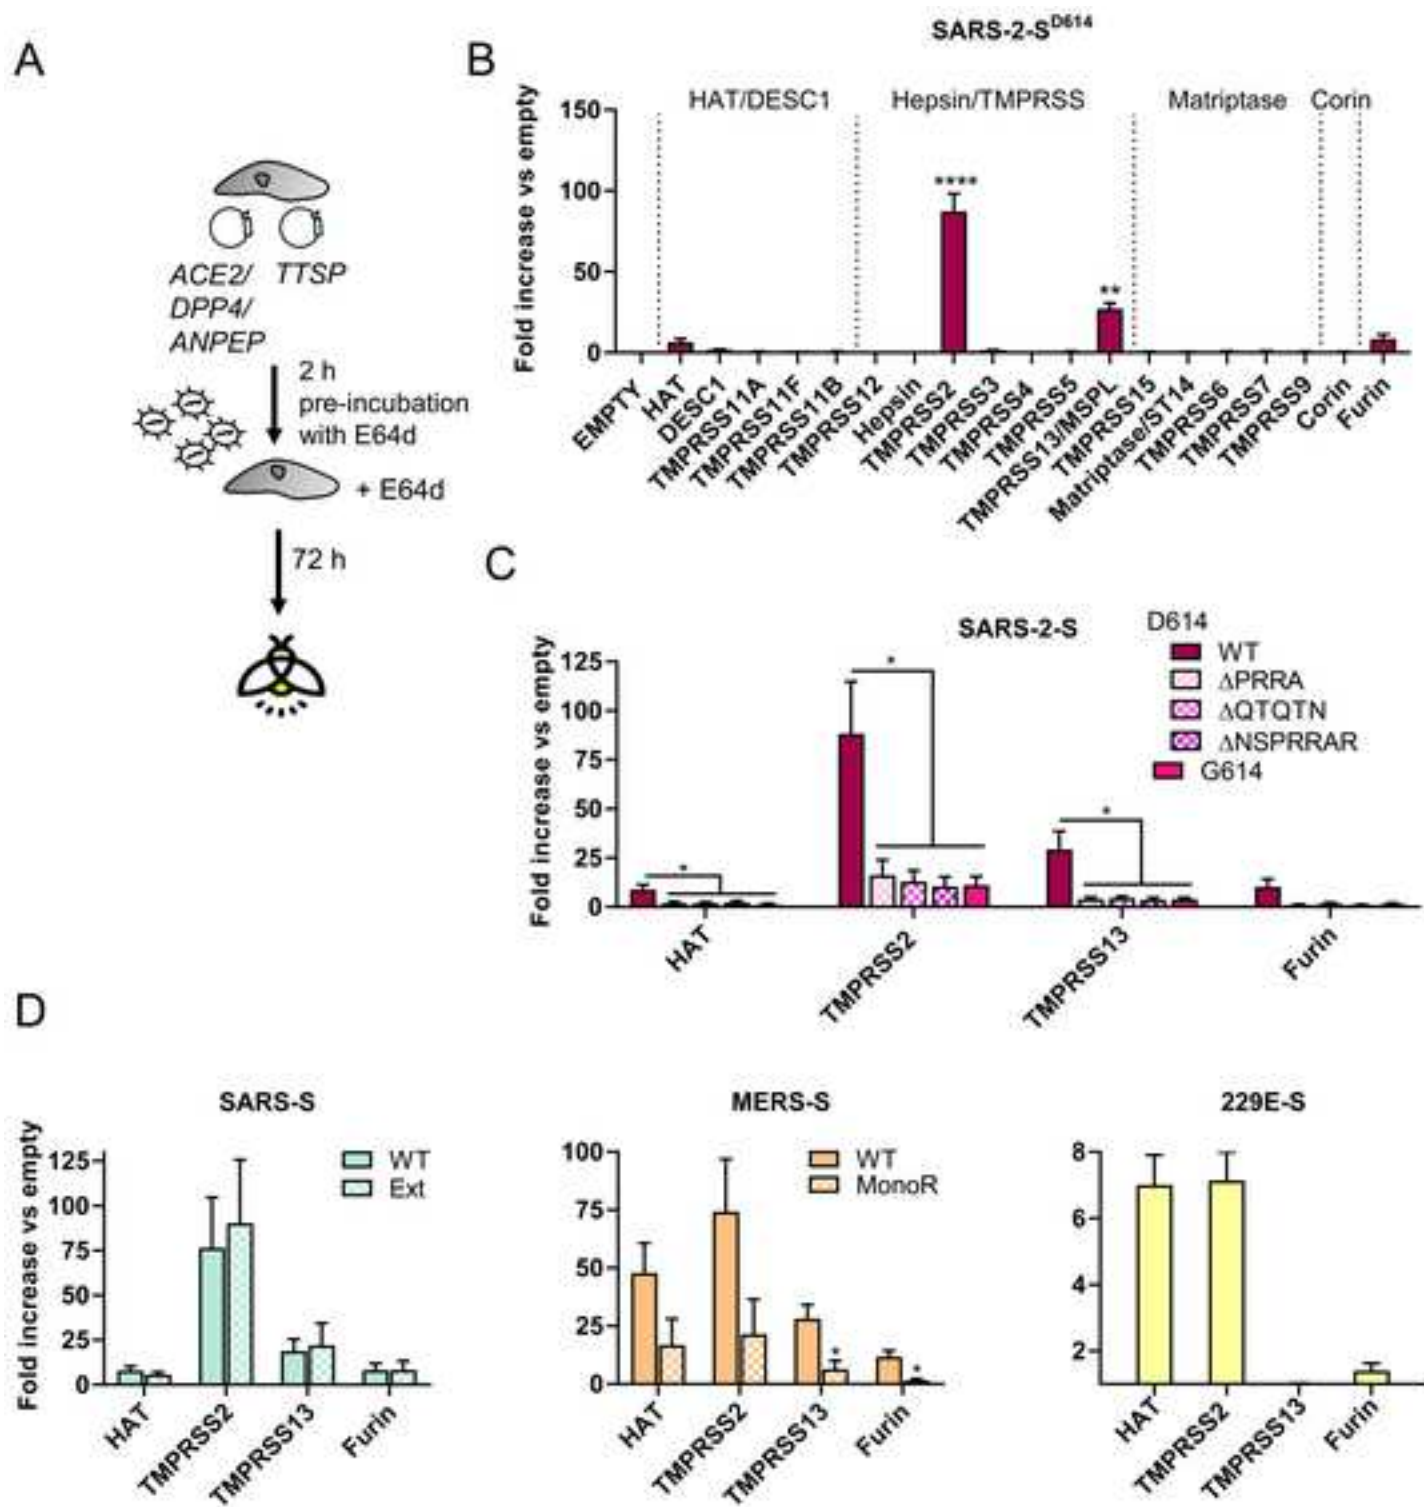 A
ACE2/ TTSP
DPP4/
ANPEP
2 h
pre-incubation
with E64d
+ E64d
72 h
B
SARS-2-S^D614
HAT/DESC1 Hepsin/TMPRSS Matriptase Corin
Fold increase vs empty
150
100
50
0
****
**
EMPTY
HAT
DESC1
TMPRSS11A
TMPRSS11F
TMPRSS11B
TMPRSS12
Hepsin
TMPRSS2
TMPRSS3
TMPRSS4
TMPRSS5
TMPRSS13/MSPL
TMPRSS15
Matriptase/ST14
TMPRSS6
TMPRSS7
TMPRSS9
Corin
Furin
C
SARS-2-S
D614
WT
ΔPRRA
ΔQTQTN
ΔNSPRRAR
G614
Fold increase vs empty
125
100
75
50
25
0
*
*
*
HAT
TMPRSS2
TMPRSS13
Furin
D
SARS-S
WT
Ext
Fold increase vs empty
125
100
75
50
25
0
HAT
TMPRSS2
TMPRSS13
Furin
MERS-S
WT
MonoR
100
75
50
25
0
*
*
HAT
TMPRSS2
TMPRSS13
Furin
229E-S
8
6
4
2
HAT
TMPRSS2
TMPRSS13
Furin